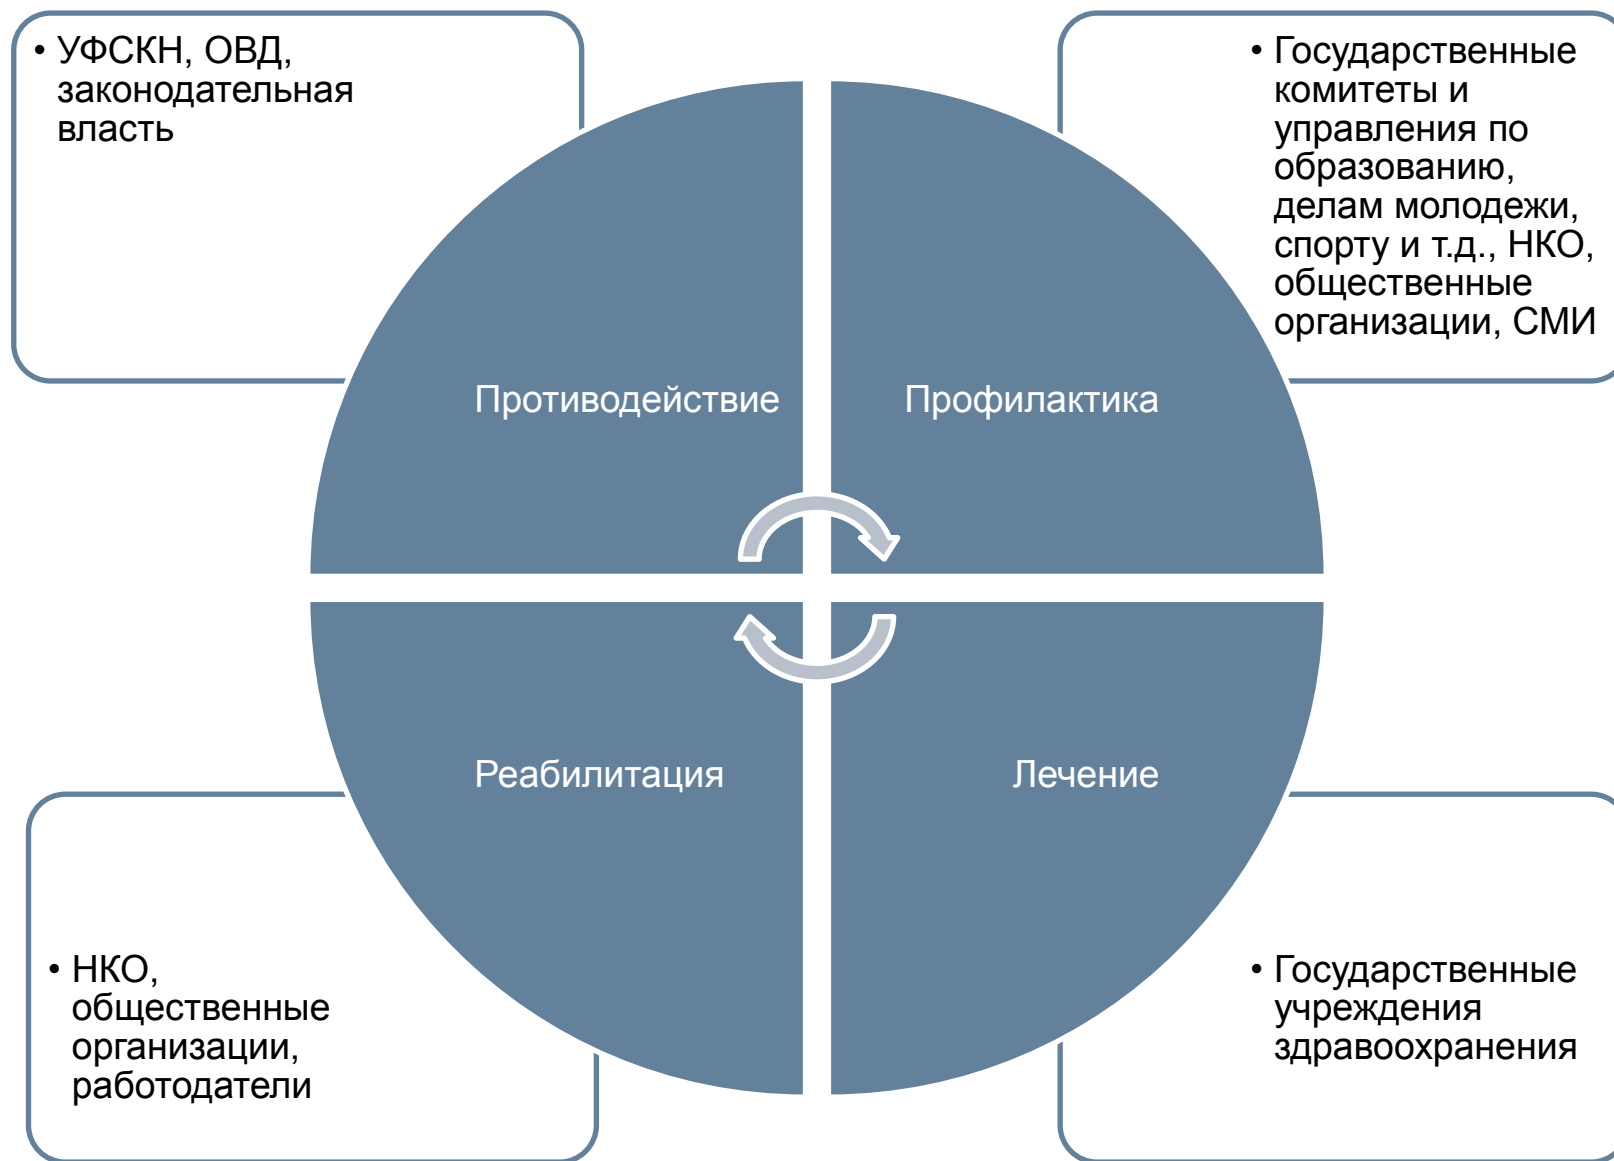 • УФСКН, ОВД,
законодательная
власть
• Государственные
комитеты и
управления по
образованию,
делам молодежи,
спорту и т.д., НКО,
общественные
организации, СМИ
Противодействие
Профилактика
Реабилитация
Лечение
• НКО,
общественные
организации,
работодатели
• Государственные
учреждения
здравоохранения